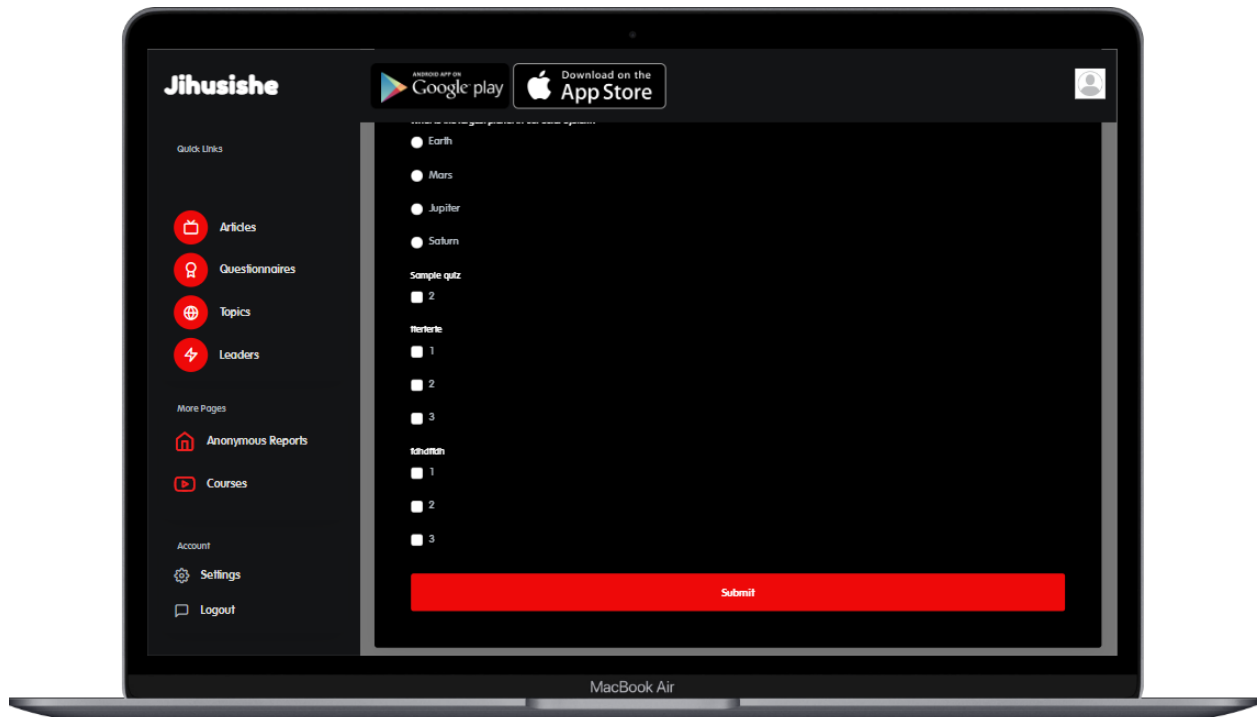 Jihusishe
ANDROID APP ON
Google play
Download on the
App Store
Quick Links
Articles
Questionnaires
Topics
Leaders
More Pages
Anonymous Reports
Courses
Account
Settings
Logout
Earth
Mars
Jupiter
Saturn
Sample quiz
2
1
2
3
1
2
3
Submit
MacBook Air